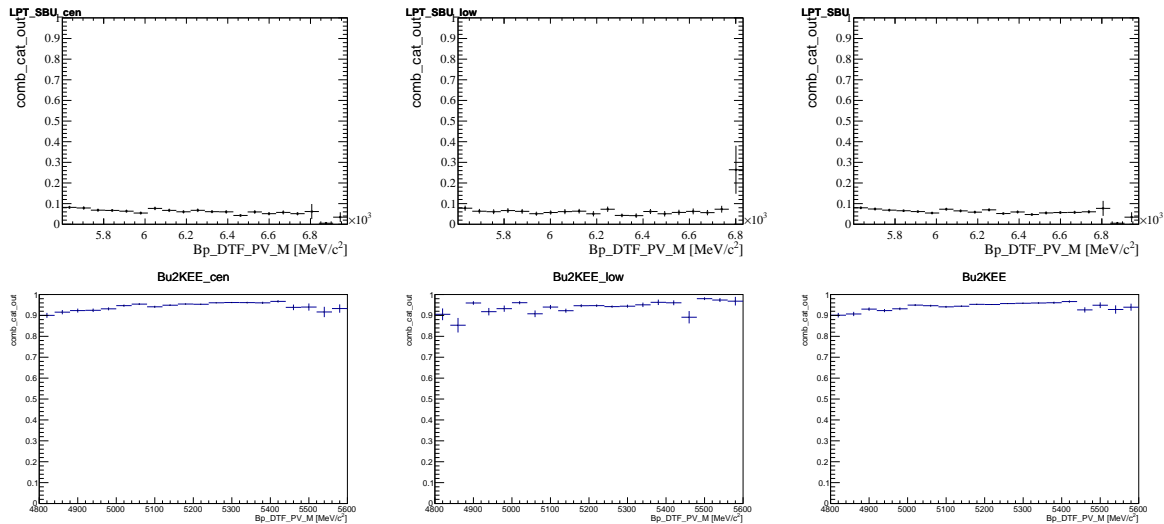 LPT_SBU_cen
comb_cat_out
1
0.9
0.8
0.7
0.6
0.5
0.4
0.3
0.2
0.1
0
5.8 6 6.2 6.4 6.6 6.8
×10³
Bp_DTF_PV_M [MeV/c²]
LPT_SBU_low
comb_cat_out
1
0.9
0.8
0.7
0.6
0.5
0.4
0.3
0.2
0.1
0
5.8 6 6.2 6.4 6.6 6.8
×10³
Bp_DTF_PV_M [MeV/c²]
LPT_SBU
comb_cat_out
1
0.9
0.8
0.7
0.6
0.5
0.4
0.3
0.2
0.1
0
5.8 6 6.2 6.4 6.6 6.8
×10³
Bp_DTF_PV_M [MeV/c²]
Bu2KEE_cen
comb_cat_out
1
0.9
0.8
0.7
0.6
0.5
0.4
0.3
0.2
0.1
0
4800 4900 5000 5100 5200 5300 5400 5500 5600
Bp_DTF_PV_M [MeV/c²]
Bu2KEE_low
comb_cat_out
1
0.9
0.8
0.7
0.6
0.5
0.4
0.3
0.2
0.1
0
4800 4900 5000 5100 5200 5300 5400 5500 5600
Bp_DTF_PV_M [MeV/c²]
Bu2KEE
comb_cat_out
1
0.9
0.8
0.7
0.6
0.5
0.4
0.3
0.2
0.1
0
4800 4900 5000 5100 5200 5300 5400 5500 5600
Bp_DTF_PV_M [MeV/c²]